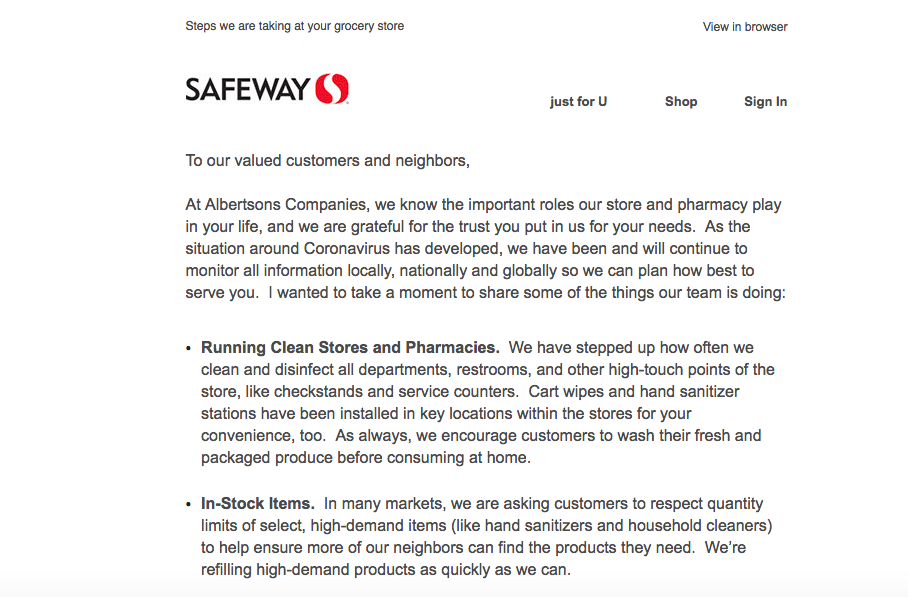 Steps we are taking at your grocery store
View in browser
SAFEWAY
just for U
Shop
Sign In
To our valued customers and neighbors,
At Albertsons Companies, we know the important roles our store and pharmacy play
in your life, and we are grateful for the trust you put in us for your needs.  As the
situation around Coronavirus has developed, we have been and will continue to
monitor all information locally, nationally and globally so we can plan how best to
serve you.  I wanted to take a moment to share some of the things our team is doing:
• Running Clean Stores and Pharmacies.  We have stepped up how often we
clean and disinfect all departments, restrooms, and other high-touch points of the
store, like checkstands and service counters.  Cart wipes and hand sanitizer
stations have been installed in key locations within the stores for your
convenience, too.  As always, we encourage customers to wash their fresh and
packaged produce before consuming at home.
• In-Stock Items.  In many markets, we are asking customers to respect quantity
limits of select, high-demand items (like hand sanitizers and household cleaners)
to help ensure more of our neighbors can find the products they need.  We’re
refilling high-demand products as quickly as we can.